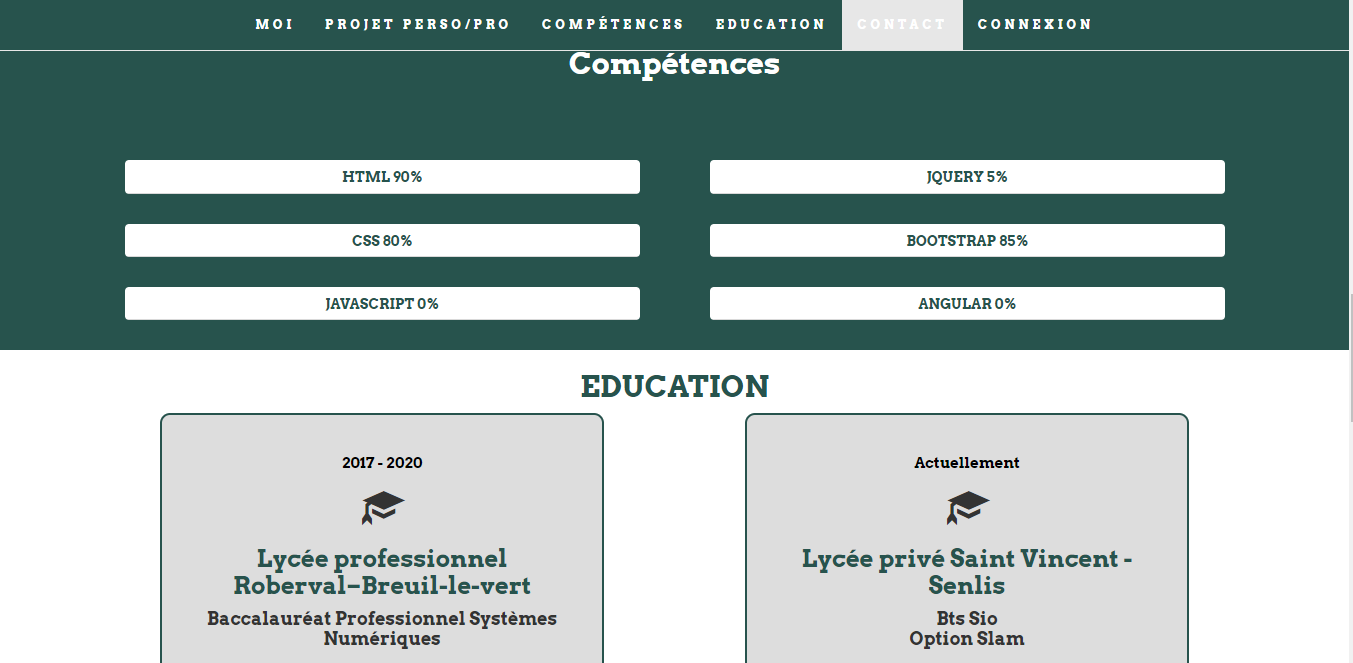 MOI PROJET PERSO/PRO COMPÉTENCES EDUCATION CONTACT CONNEXION
Compétences
HTML 90%
JQUERY 5%
CSS 80%
BOOTSTRAP 85%
JAVASCRIPT 0%
ANGULAR 0%
EDUCATION
2017 - 2020
Lycée professionnel
Roberval–Breuil-le-vert
Baccalauréat Professionnel Systèmes
Numériques
Actuellement
Lycée privé Saint Vincent -
Senlis
Bts Sio
Option Slam